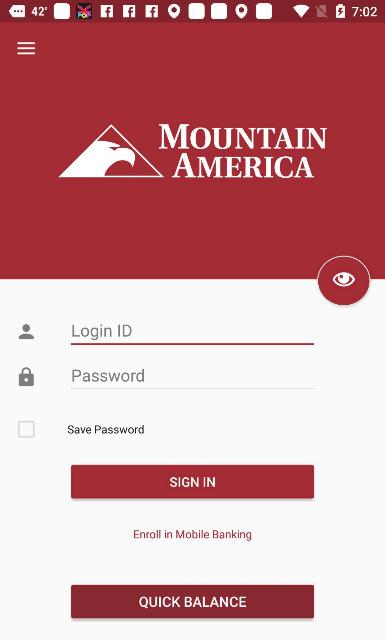 42° 7:02
MOUNTAIN
AMERICA
Login ID
Password
Save Password
SIGN IN
Enroll in Mobile Banking
QUICK BALANCE